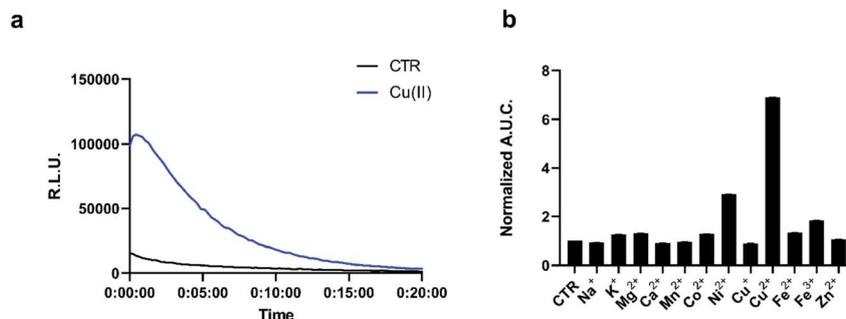 a
CTR
Cu(II)
150000
100000
50000
0
R.L.U.
0:00:00 0:05:00 0:10:00 0:15:00 0:20:00
Time
b
8
6
4
2
0
Normalized A.U.C.
CTR Na⁺ K⁺ Mg²⁺ Ca²⁺ Mn²⁺ Co²⁺ Ni²⁺ Cu⁺ Cu²⁺ Fe²⁺ Fe³⁺ Zn²⁺